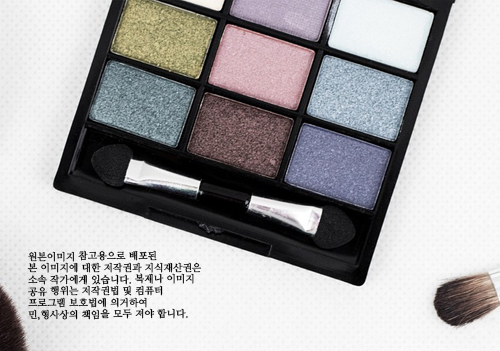 원본이미지 참고용으로 배포된
본 이미지에 대한 저작권과 지식재산권은
소속 작가에게 있습니다. 복제나 이미지
공유 행위는 저작권법 및 컴퓨터
프로그램 보호법에 의거하여
민,형사상의 책임을 모두 져야 합니다.